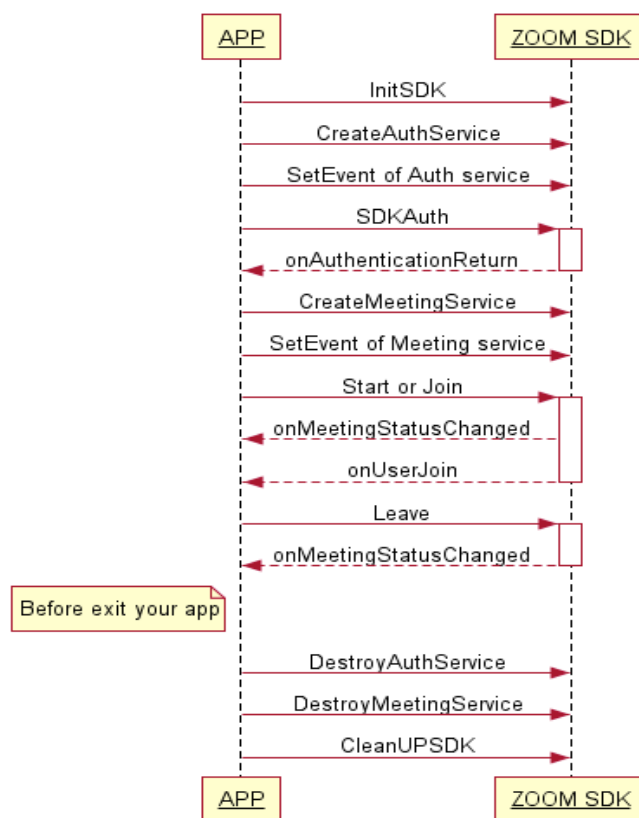 APP
ZOOM SDK
InitSDK
CreateAuthService
SetEvent of Auth service
SDKAuth
onAuthenticationReturn
CreateMeetingService
SetEvent of Meeting service
Start or Join
onMeetingStatusChanged
onUserJoin
Leave
onMeetingStatusChanged
Before exit your app
DestroyAuthService
DestroyMeetingService
CleanUPSDK
APP
ZOOM SDK